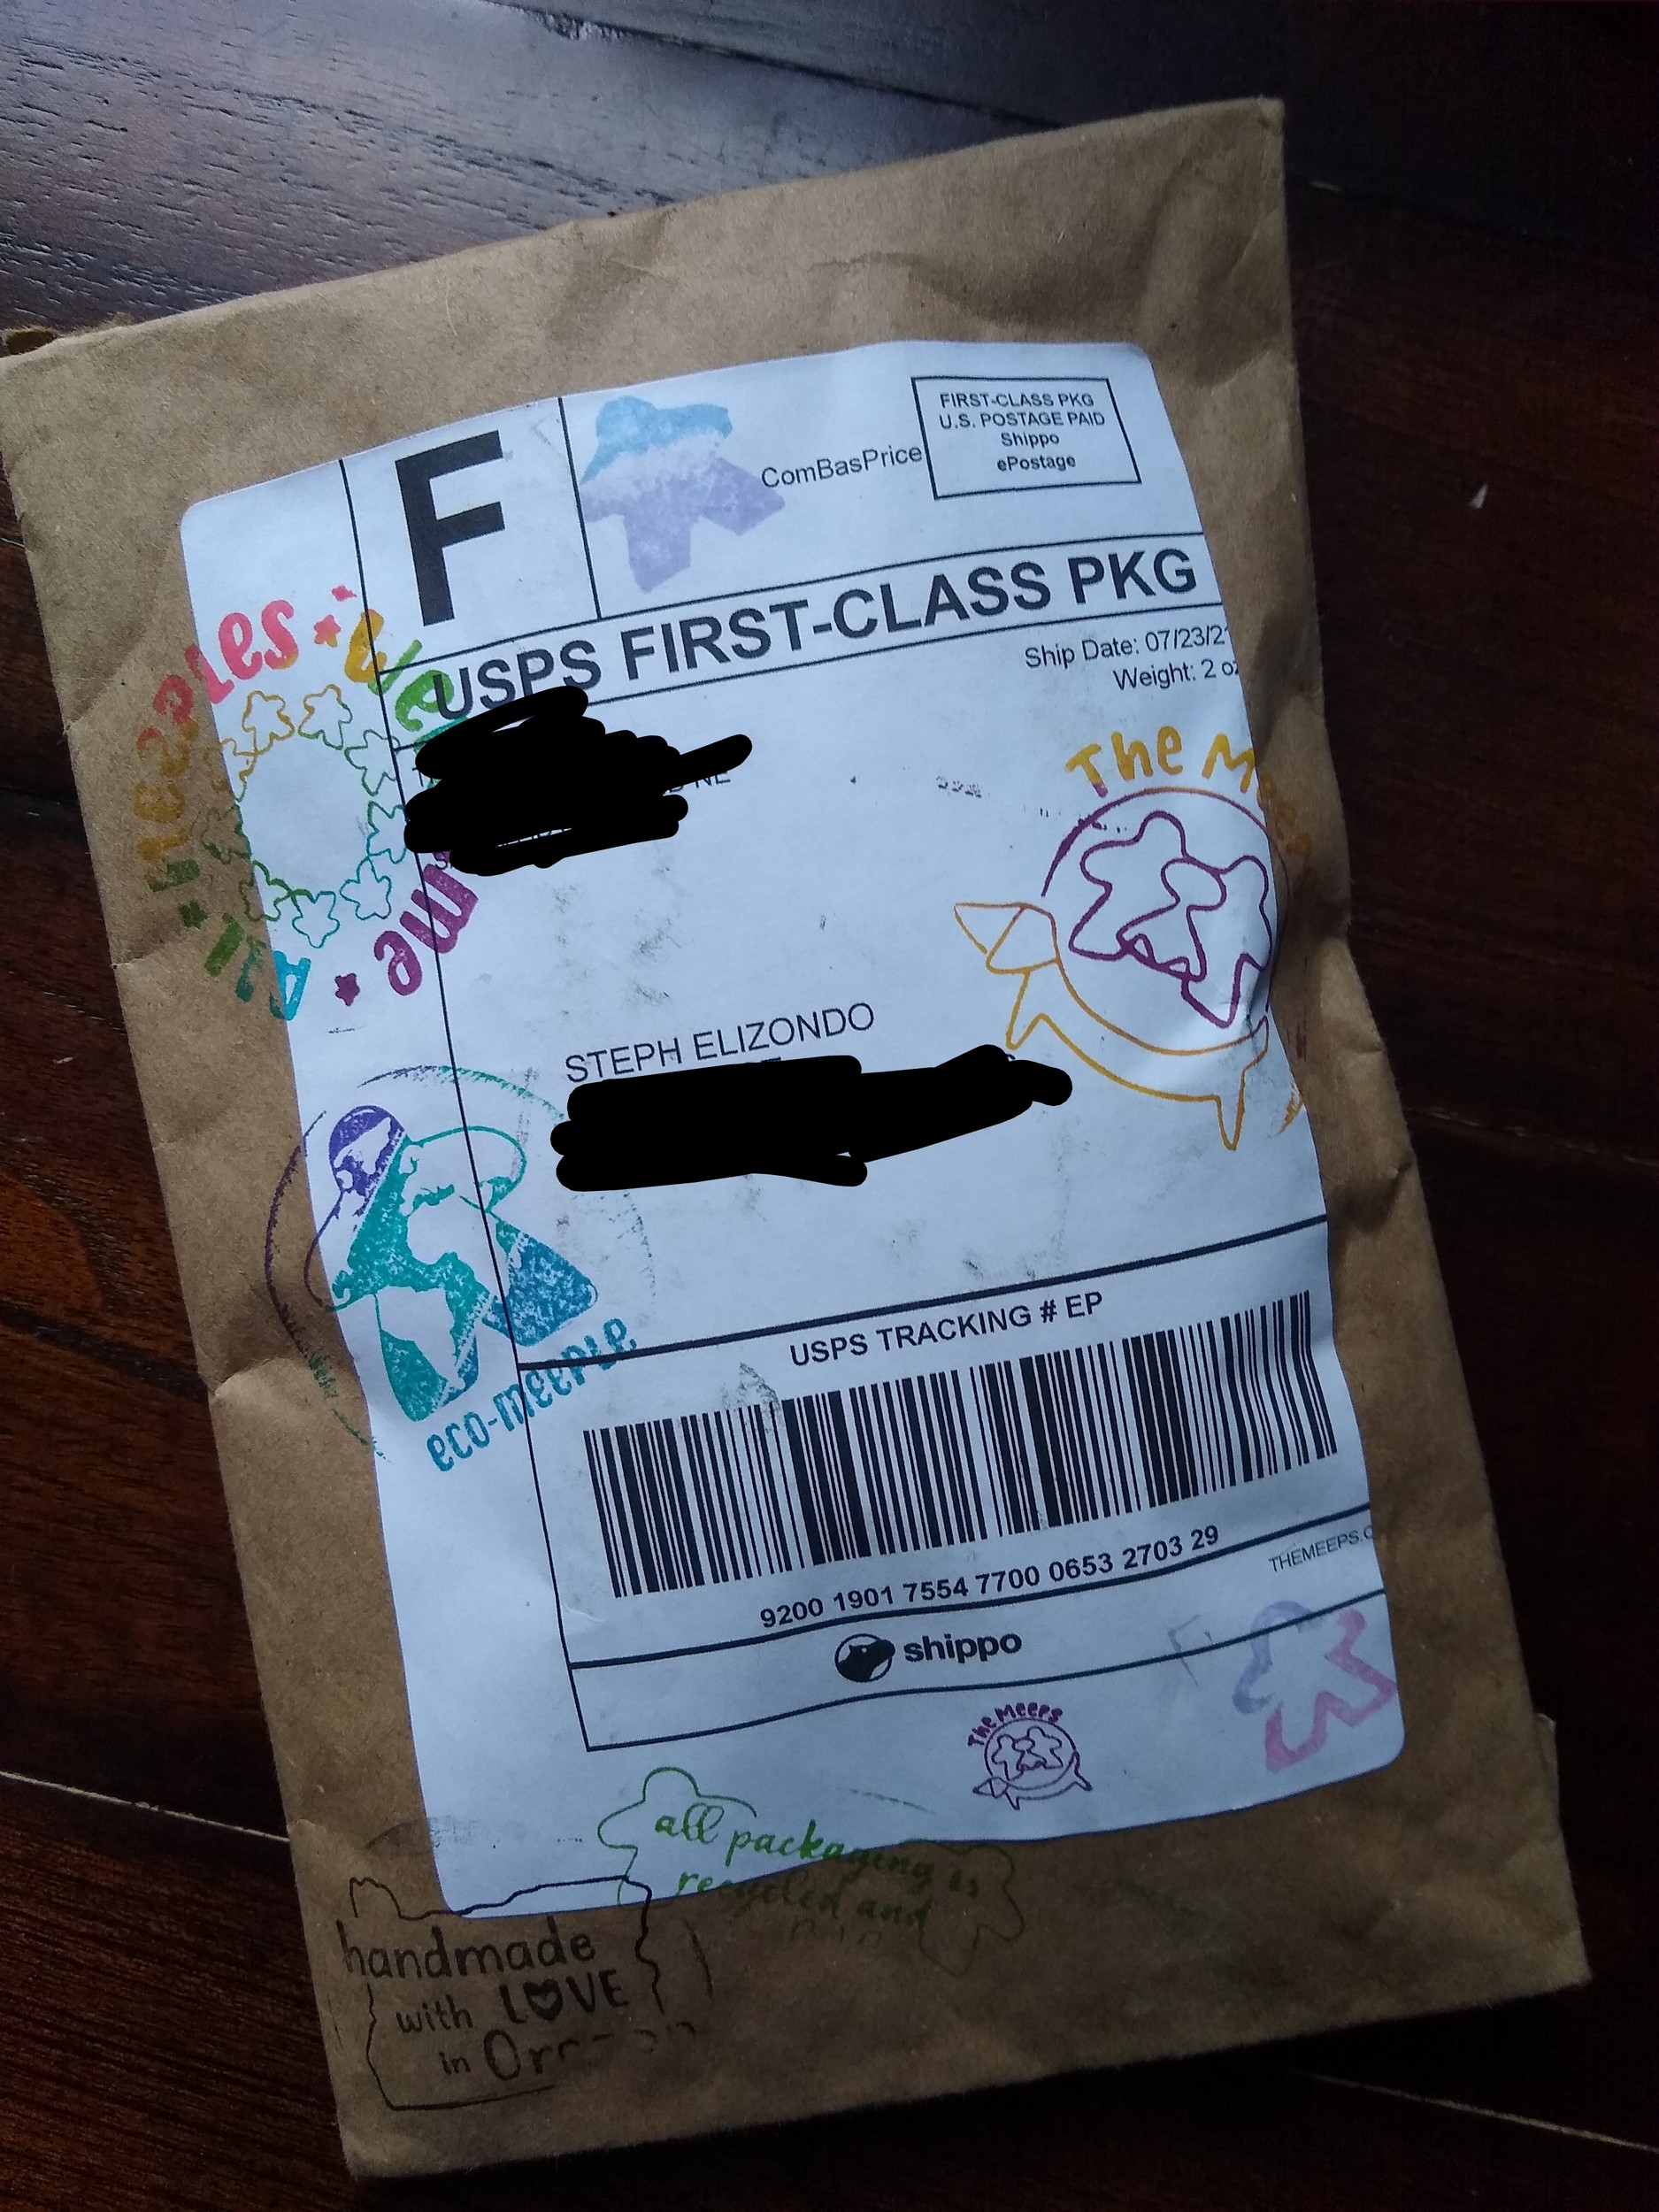 F
ComBasPrice
FIRST-CLASS PKG
U.S. POSTAGE PAID
Shippo
ePostage
USPS FIRST-CLASS PKG
Ship Date: 07/23/21
Weight: 2 oz
NE
The Meeps
STEPH ELIZONDO
eco-meeple
USPS TRACKING # EP
9200 1901 7554 7700 0653 2703 29
THEMEEPS.C
shippo
The Meeps
all packaging is
recycled and
handmade
with LOVE
in